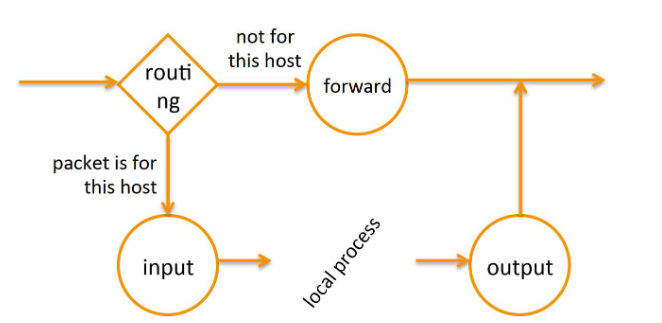 not for
this host
routi
ng
forward
packet is for
this host
input
local process
output